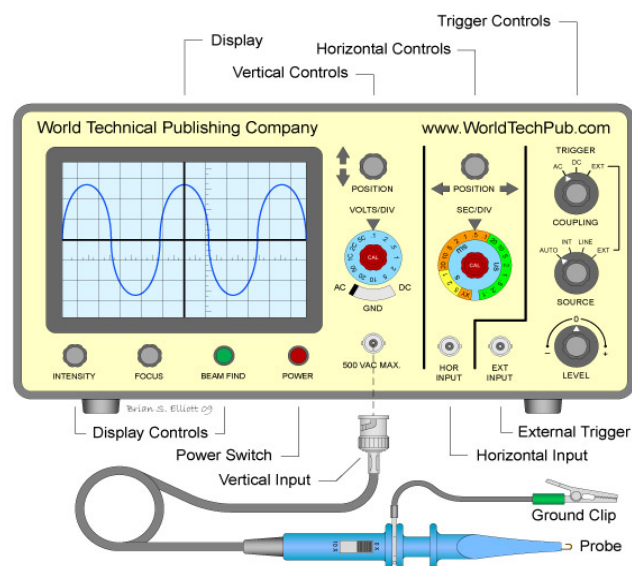 Trigger Controls
Display
Horizontal Controls
Vertical Controls
World Technical Publishing Company
www.WorldTechPub.com
TRIGGER
AC DC EXT
POSITION
POSITION
COUPLING
VOLTS/DIV
SEC/DIV
CAL
CAL
ms
us
s
AUTO INT LINE EXT
SOURCE
AC
DC
GND
0
- +
LEVEL
500 VAC MAX.
HOR
INPUT
EXT
INPUT
INTENSITY
FOCUS
BEAM FIND
POWER
Brian S. Elliott 09
Display Controls
Power Switch
Vertical Input
External Trigger
Horizontal Input
Ground Clip
Probe
10 X